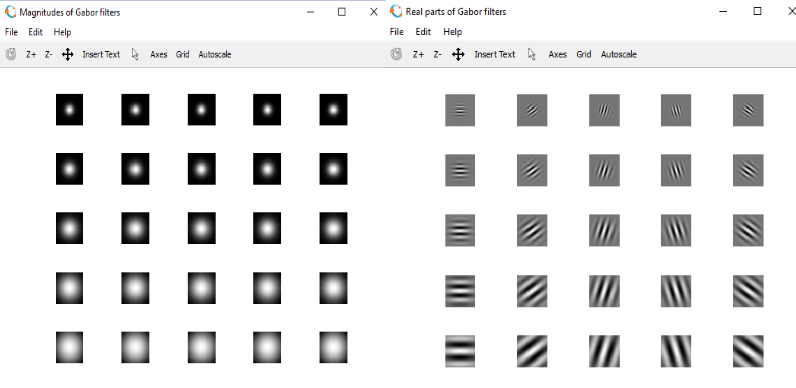 Magnitudes of Gabor filters
File Edit Help
Z+ Z- Insert Text Axes Grid Autoscale
Real parts of Gabor filters
File Edit Help
Z+ Z- Insert Text Axes Grid Autoscale